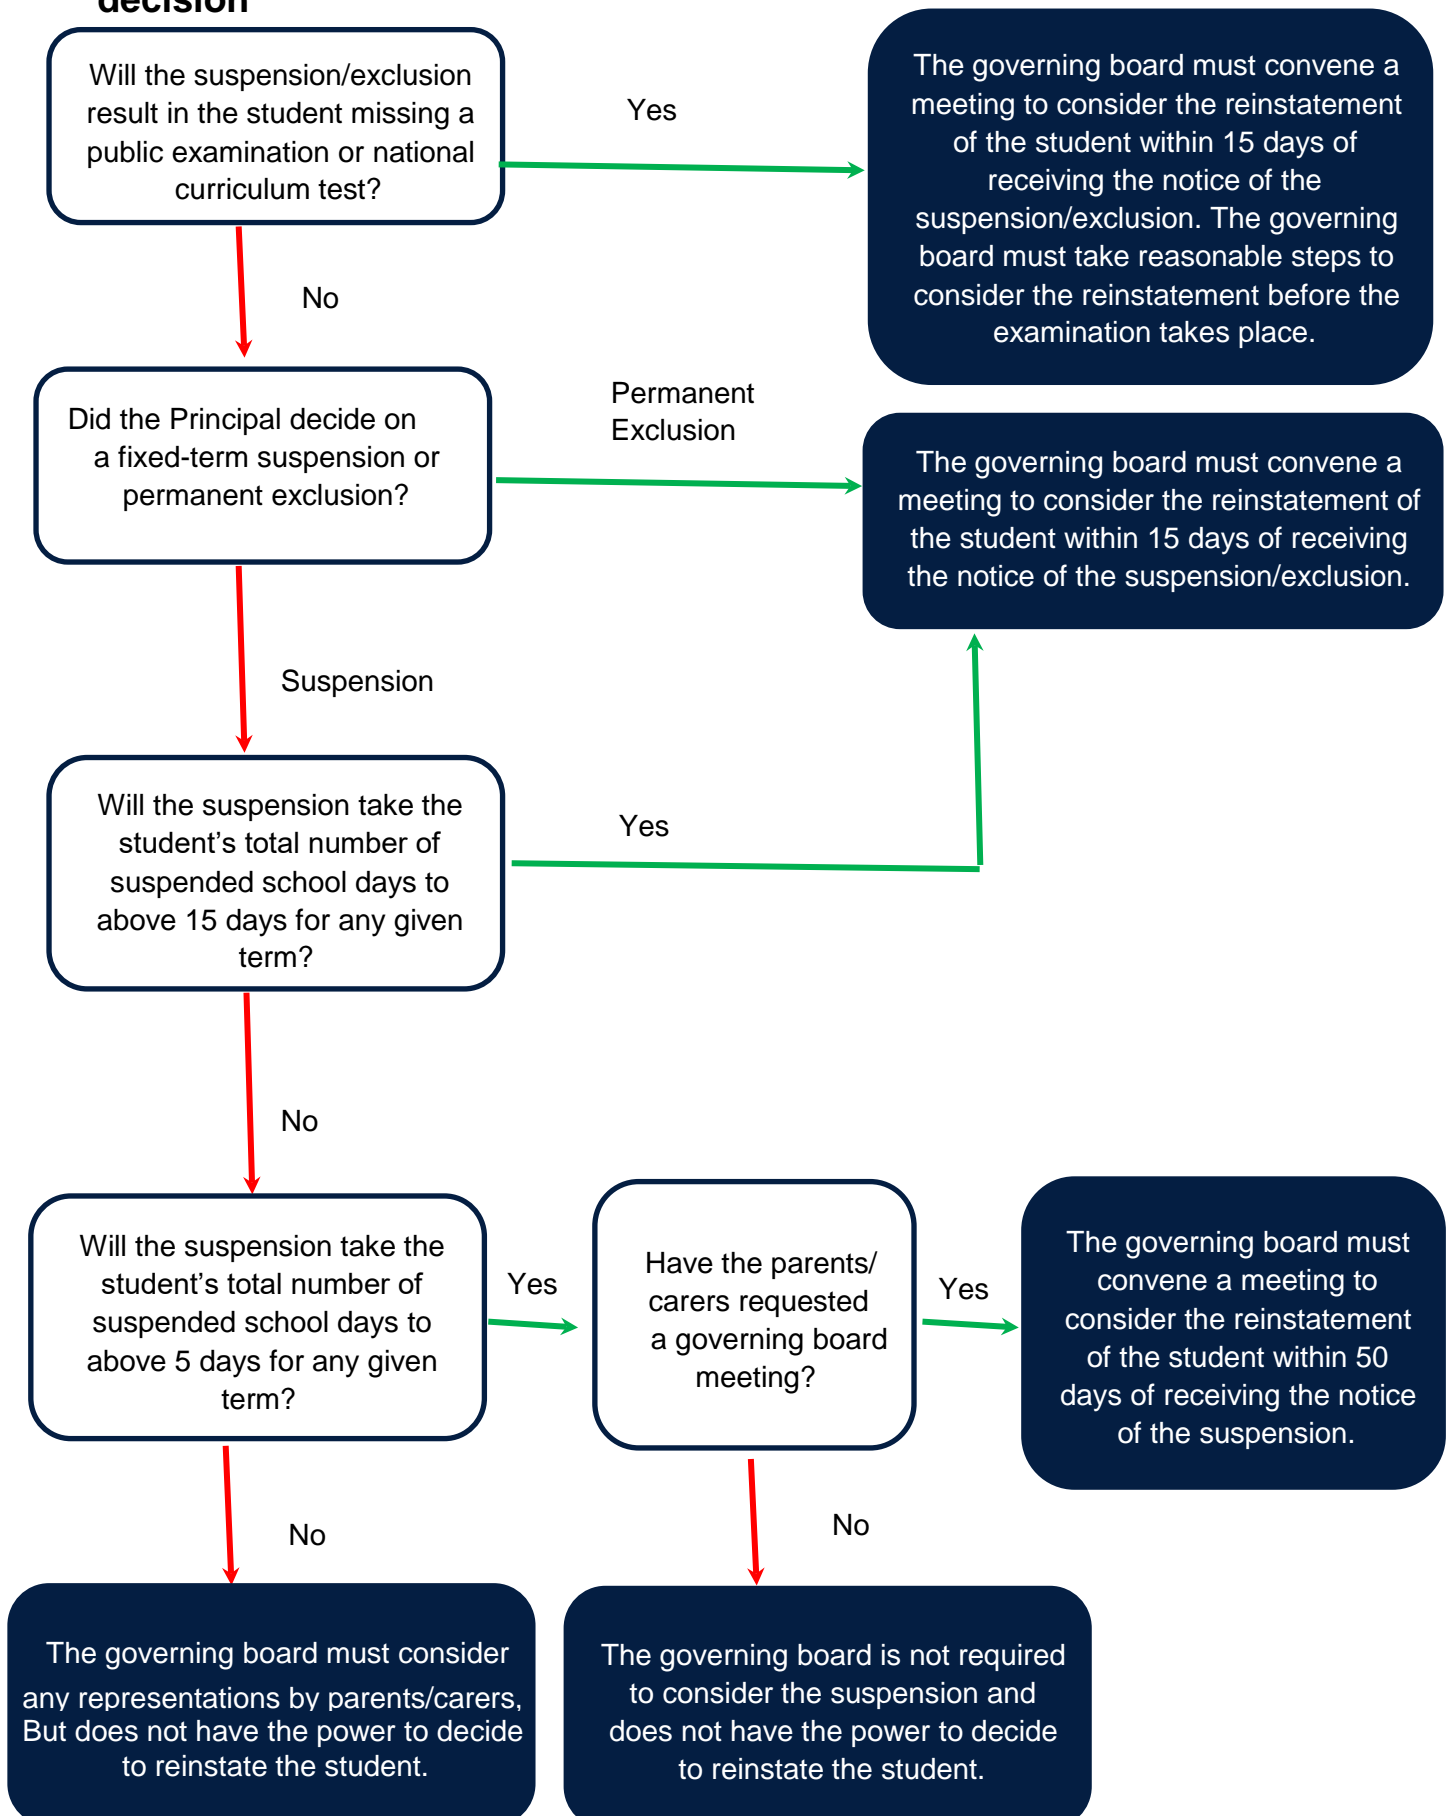 decision
Will the suspension/exclusion
result in the student missing a
public examination or national
curriculum test?
Yes
The governing board must convene a
meeting to consider the reinstatement
of the student within 15 days of
receiving the notice of the
suspension/exclusion. The governing
board must take reasonable steps to
consider the reinstatement before the
examination takes place.
No
Did the Principal decide on
a fixed-term suspension or
permanent exclusion?
Permanent
Exclusion
The governing board must convene a
meeting to consider the reinstatement of
the student within 15 days of receiving
the notice of the suspension/exclusion.
Suspension
Will the suspension take the
student’s total number of
suspended school days to
above 15 days for any given
term?
Yes
No
Will the suspension take the
student’s total number of
suspended school days to
above 5 days for any given
term?
Yes
Have the parents/
carers requested
a governing board
meeting?
Yes
The governing board must
convene a meeting to
consider the reinstatement
of the student within 50
days of receiving the notice
of the suspension.
No
No
The governing board must consider
any representations by parents/carers,
But does not have the power to decide
to reinstate the student.
The governing board is not required
to consider the suspension and
does not have the power to decide
to reinstate the student.